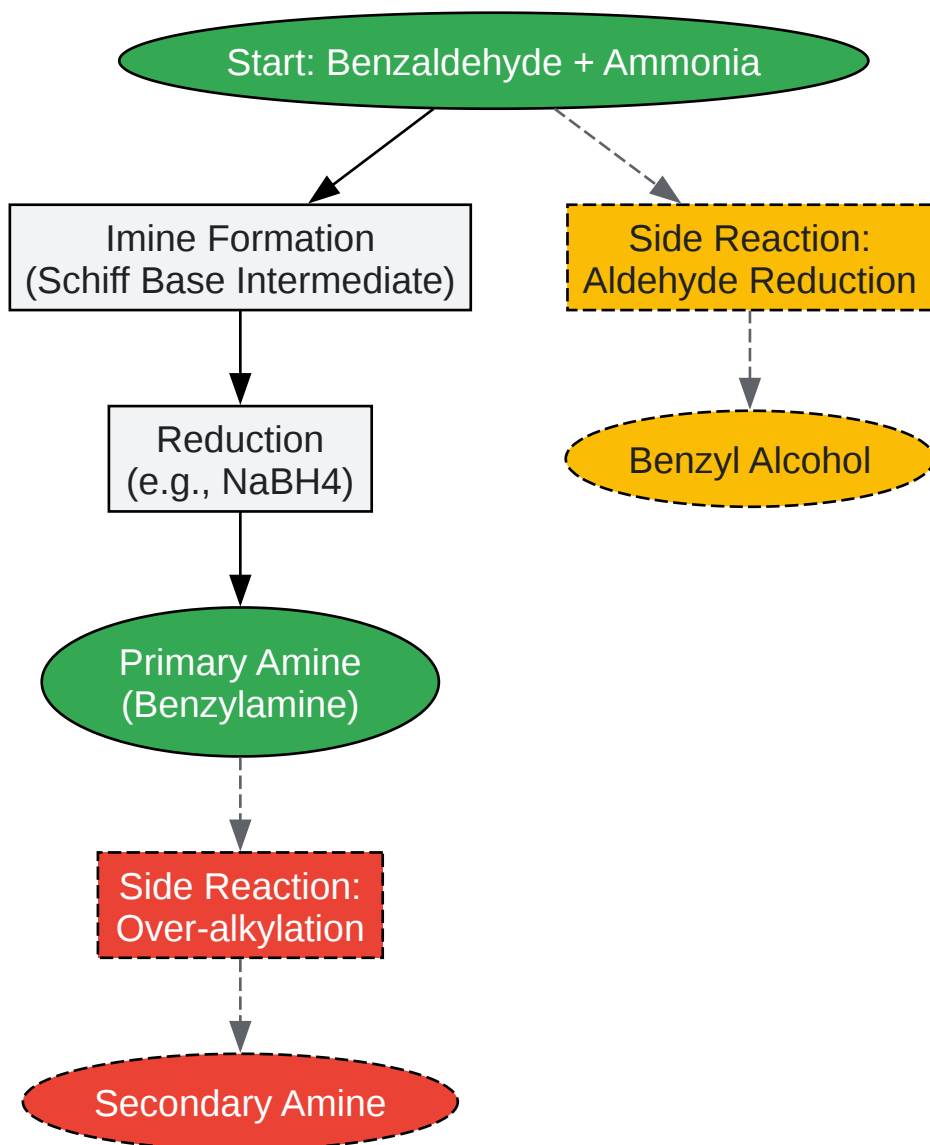 Start: Benzaldehyde + Ammonia
Imine Formation
(Schiff Base Intermediate)
Side Reaction:
Aldehyde Reduction
Reduction
(e.g., NaBH4)
Benzyl Alcohol
Primary Amine
(Benzylamine)
Side Reaction:
Over-alkylation
Secondary Amine